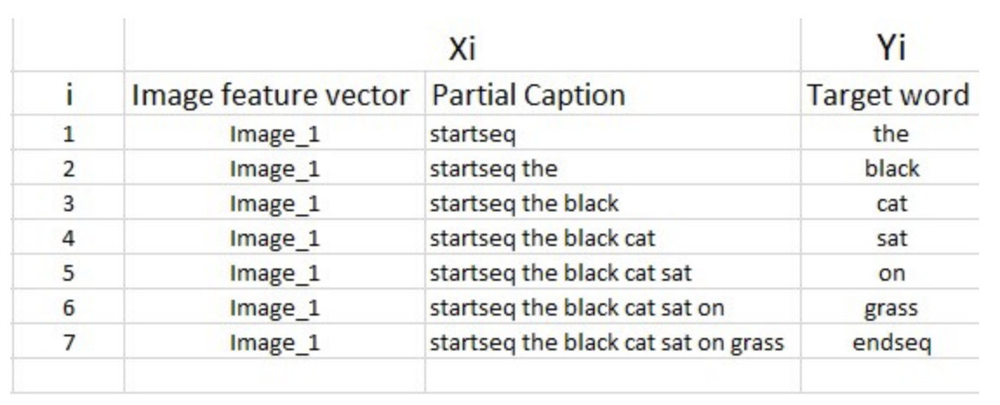 Xi Yi
i Image feature vector Partial Caption Target word
1 Image_1 startseq the
2 Image_1 startseq the black
3 Image_1 startseq the black cat
4 Image_1 startseq the black cat sat
5 Image_1 startseq the black cat sat on
6 Image_1 startseq the black cat sat on grass
7 Image_1 startseq the black cat sat on grass endseq